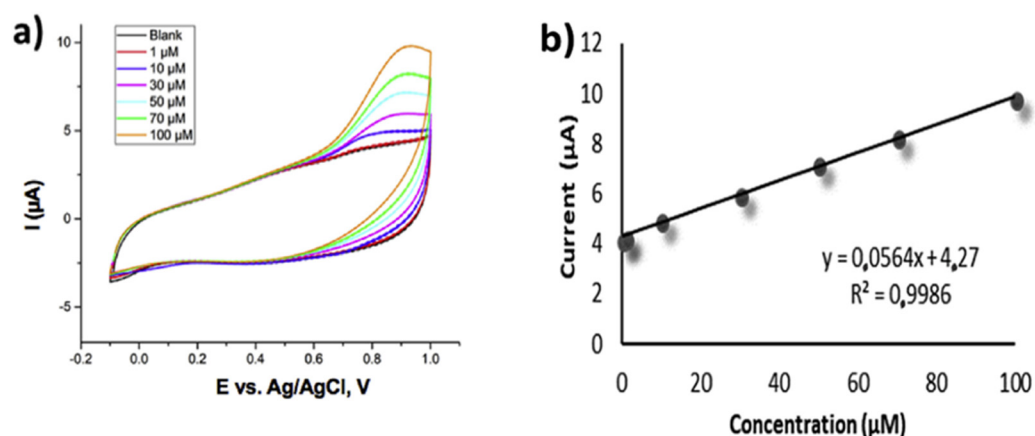 a)
Blank
1 µM
10 µM
30 µM
50 µM
70 µM
100 µM
10
5
0
-5
I (µA)
-0.2 0.0 0.2 0.4 0.6 0.8 1.0
E vs. Ag/AgCl, V
b)
12
10
8
6
4
2
0
Current (µA)
y = 0,0564x + 4,27
R² = 0,9986
0 20 40 60 80 100
Concentration (µM)